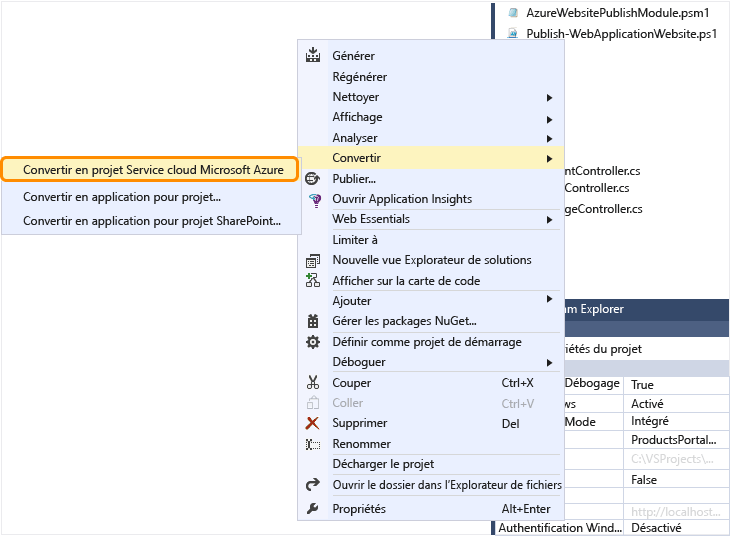 AzureWebsitePublishModule.psm1
Publish-WebApplicationWebsite.ps1
Générer
Régénérer
Nettoyer
Affichage
Analyser
Convertir
Convertir en projet Service cloud Microsoft Azure
Convertir en application pour projet...
Convertir en application pour projet SharePoint...
Publier...
Ouvrir Application Insights
Web Essentials
Limiter à
Nouvelle vue Explorateur de solutions
Afficher sur la carte de code
Ajouter
Gérer les packages NuGet...
Définir comme projet de démarrage
Déboguer
Couper Ctrl+X
Coller Ctrl+V
Supprimer Del
Renommer
Décharger le projet
Ouvrir le dossier dans l'Explorateur de fichiers
Propriétés Alt+Enter
ntController.cs
Controller.cs
geController.cs
m Explorer
iétés du projet
Débogage True
ws Activé
Mode Intégré
ProductsPortal...
C:\VSProjects\...
False
http://localhost...
Authentification Wind... Désactivé